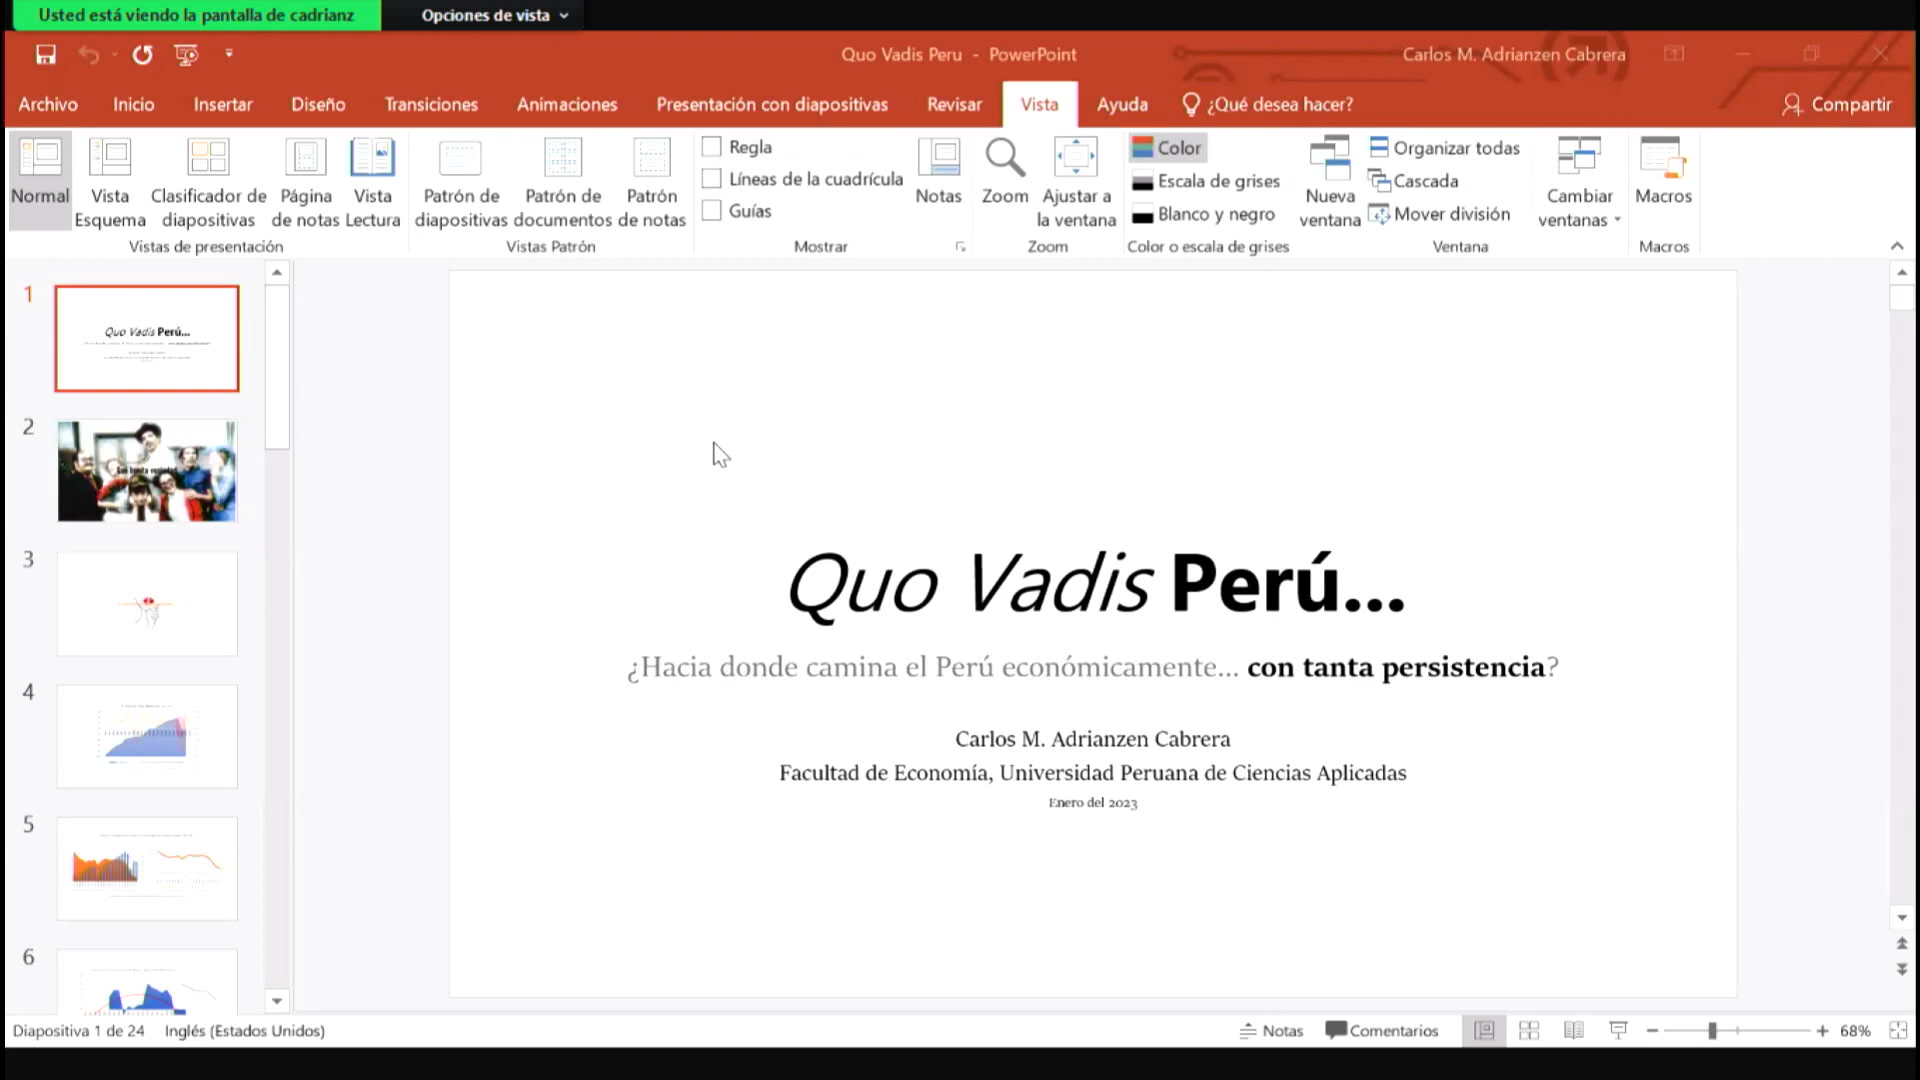 Usted está viendo la pantalla de cadrianz
Opciones de vista
Quo Vadis Peru - PowerPoint
Carlos M. Adrianzen Cabrera
Archivo Inicio Insertar Diseño Transiciones Animaciones Presentación con diapositivas Revisar Vista Ayuda ¿Qué desea hacer? Compartir
Normal
Vista Esquema
Clasificador de diapositivas
Página de notas
Vista Lectura
Vistas de presentación
Patrón de diapositivas
Patrón de documentos
Patrón de notas
Vistas Patrón
Regla
Líneas de la cuadrícula
Guías
Mostrar
Notas
Zoom
Ajustar a la ventana
Zoom
Color
Escala de grises
Blanco y negro
Color o escala de grises
Nueva ventana
Organizar todas
Cascada
Mover división
Cambiar ventanas
Ventana
Macros
Macros
1
Quo Vadis Perú...
2
3
4
5
6
Quo Vadis Perú...
¿Hacia donde camina el Perú económicamente... con tanta persistencia?
Carlos M. Adrianzen Cabrera
Facultad de Economía, Universidad Peruana de Ciencias Aplicadas
Enero del 2023
Diapositiva 1 de 24 Inglés (Estados Unidos)
Notas Comentarios 68%